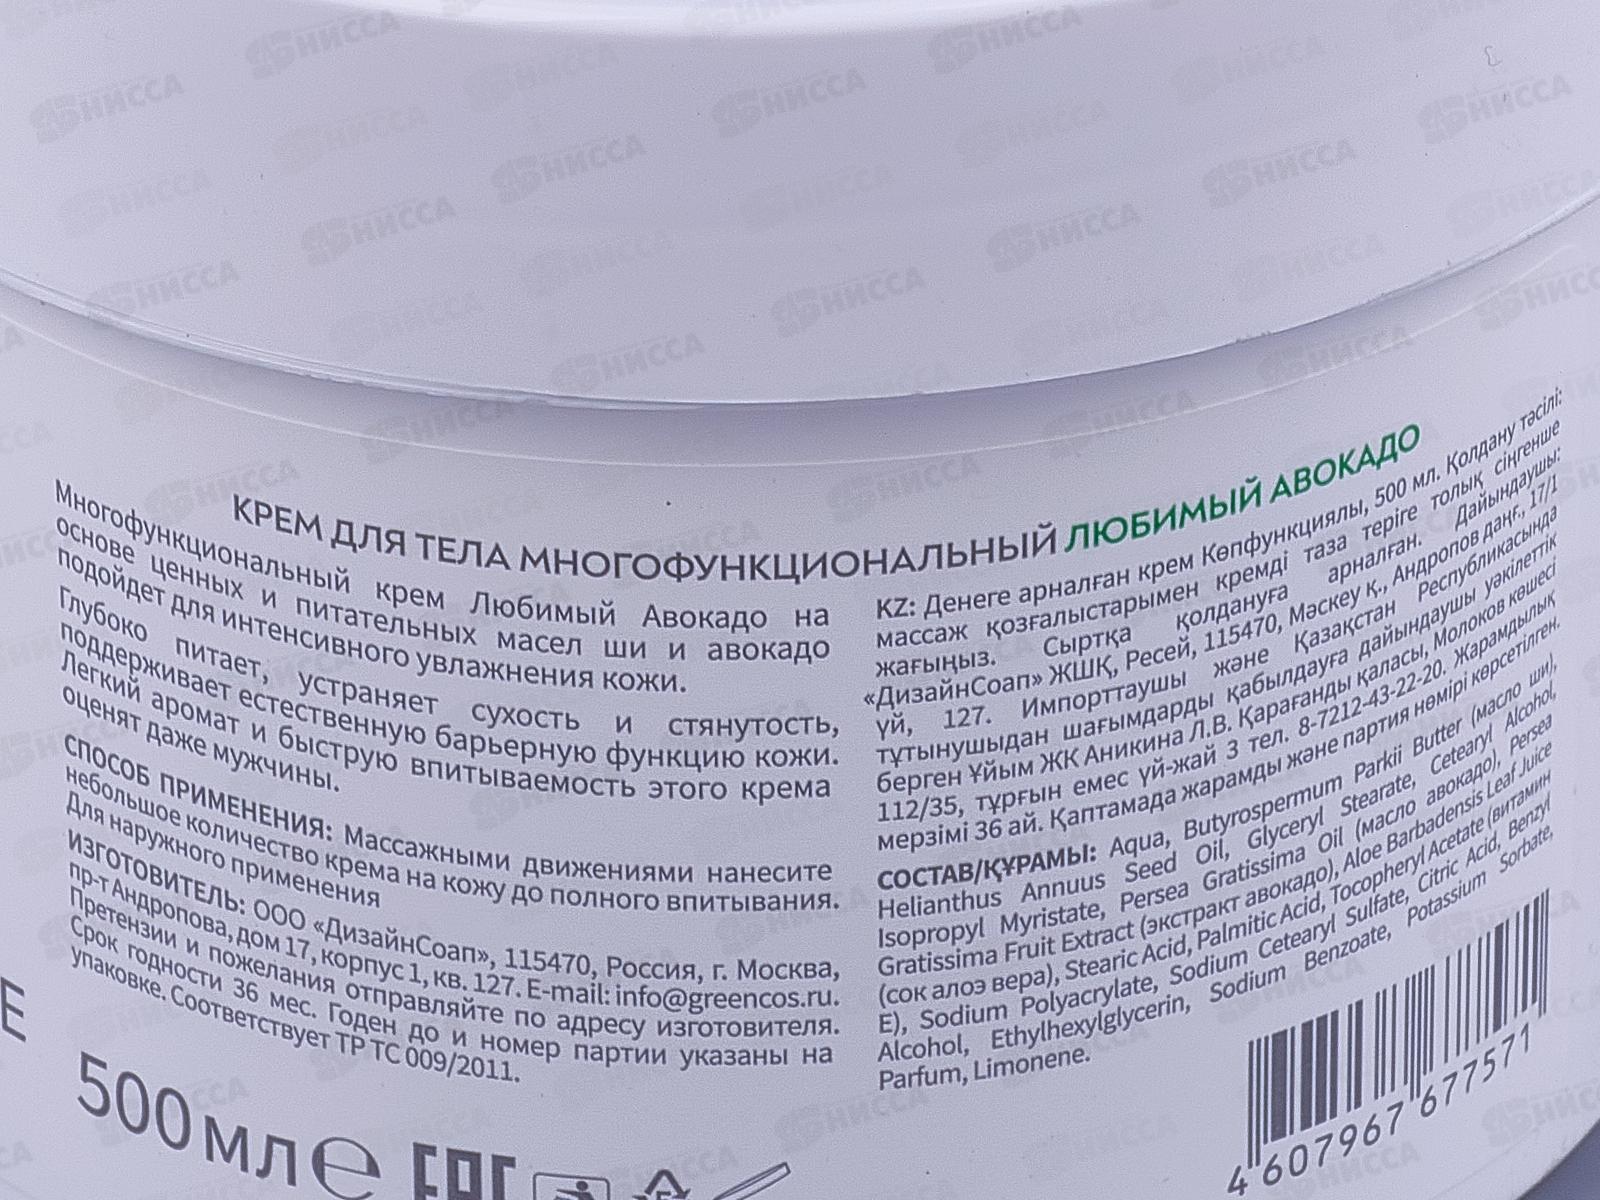 КРЕМ ДЛЯ ТЕЛА МНОГОФУНКЦИОНАЛЬНЫЙ ЛЮБИМЫЙ АВОКАДО
Многофункциональный крем Любимый Авокадо на
основе ценных и питательных масел ши и авокадо
подойдет для интенсивного увлажнения кожи.
Глубоко питает, устраняет сухость и стянутость,
поддерживает естественную барьерную функцию кожи.
Легкий аромат и быструю впитываемость этого крема
оценят даже мужчины.
СПОСОБ ПРИМЕНЕНИЯ: Массажными движениями нанесите
небольшое количество крема на кожу до полного впитывания.
Для наружного применения
ИЗГОТОВИТЕЛЬ: ООО «ДизайнСоап», 115470, Россия, г. Москва,
пр-т Андропова, дом 17, корпус 1, кв. 127. E-mail: info@greencos.ru.
Претензии и пожелания отправляйте по адресу изготовителя.
Срок годности 36 мес. Годен до и номер партии указаны на
упаковке. Соответствует ТР ТС 009/2011.
KZ: Денеге арналған крем Көпфункциялы, 500 мл. Қолдану тәсілі:
массаж қозғалыстарымен кремді таза теріге толық сіңгенше
жағыңыз. Сыртқа қолдануға арналған. Дайындаушы:
«ДизайнСоап» ЖШҚ, Ресей, 115470, Мәскеу қ., Андропов даңғ., 17/1
үй, 127. Импорттаушы және Қазақстан Республикасында
тұтынушыдан шағымдарды қабылдауға дайындаушы уәкілеттік
берген Ұйым ЖК Аникина Л.В. Қарағанды қаласы, Молоков көшесі
112/35, тұрғын емес үй-жай 3 тел. 8-7212-43-22-20. Жарамдылық
мерзімі 36 ай. Қаптамада жарамды және партия нөмірі көрсетілген.
СОСТАВ/ҚҰРАМЫ: Aqua, Butyrospermum Parkii Butter (масло ши),
Helianthus Annuus Seed Oil, Glyceryl Stearate, Cetearyl Alcohol,
Isopropyl Myristate, Persea Gratissima Oil (масло авокадо), Persea
Gratissima Fruit Extract (экстракт авокадо), Aloe Barbadensis Leaf Juice
(сок алоэ вера), Stearic Acid, Palmitic Acid, Tocopheryl Acetate (витамин
E), Sodium Polyacrylate, Sodium Cetearyl Sulfate, Citric Acid, Benzyl
Alcohol, Ethylhexylglycerin, Sodium Benzoate, Potassium Sorbate,
Parfum, Limonene.
Е
500 мл ℮
EAC
4 607967 677571